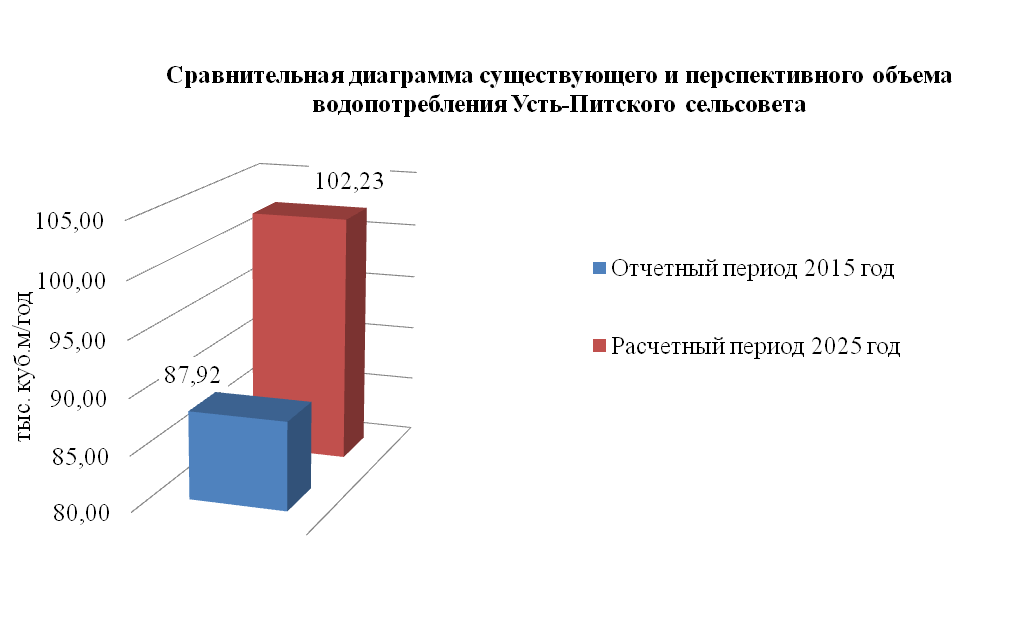 Сравнительная диаграмма существующего и перспективного объема
водопотребления Усть-Питского сельсовета
102,23
105,00
100,00
95,00
90,00
85,00
80,00
87,92
тыс. куб.м/год
Отчетный период 2015 год
Расчетный период 2025 год